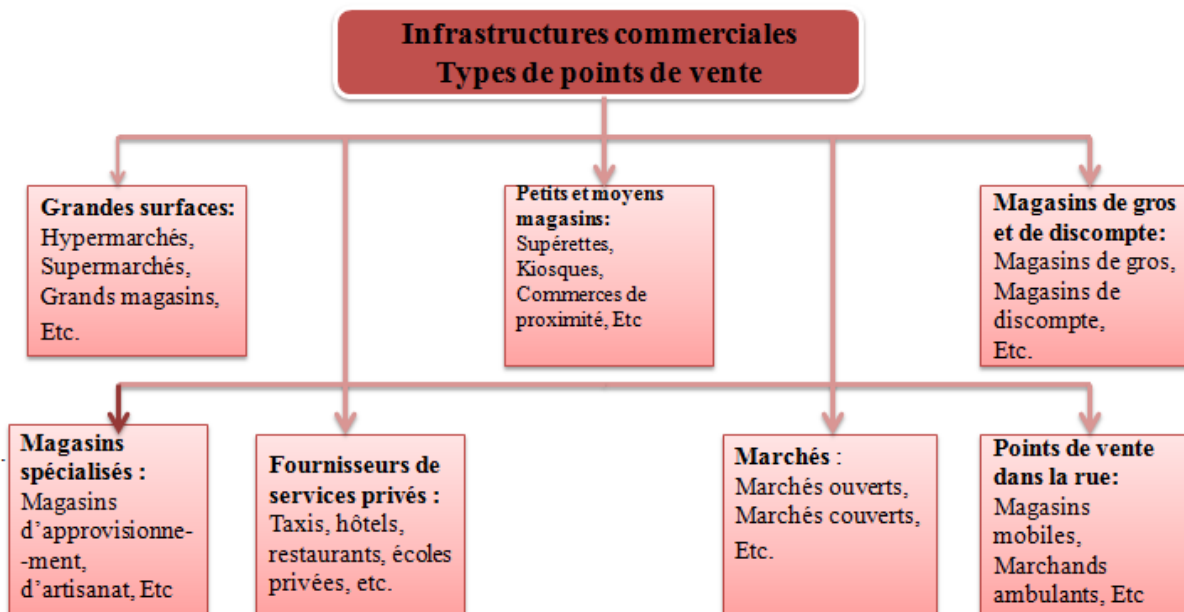 Infrastructures commerciales
Types de points de vente
Grandes surfaces:
Hypermarchés,
Supermarchés,
Grands magasins,
Etc.
Petits et moyens
magasins:
Supérettes,
Kiosques,
Commerces de
proximité, Etc
Magasins de gros
et de discompte:
Magasins de gros,
Magasins de
discompte,
Etc.
Magasins
spécialisés :
Magasins
d’approvisionne-
-ment,
d’artisanat, Etc
Fournisseurs de
services privés :
Taxis, hôtels,
restaurants, écoles
privées, etc.
Marchés :
Marchés ouverts,
Marchés couverts,
Etc.
Points de vente
dans la rue:
Magasins
mobiles,
Marchands
ambulants, Etc